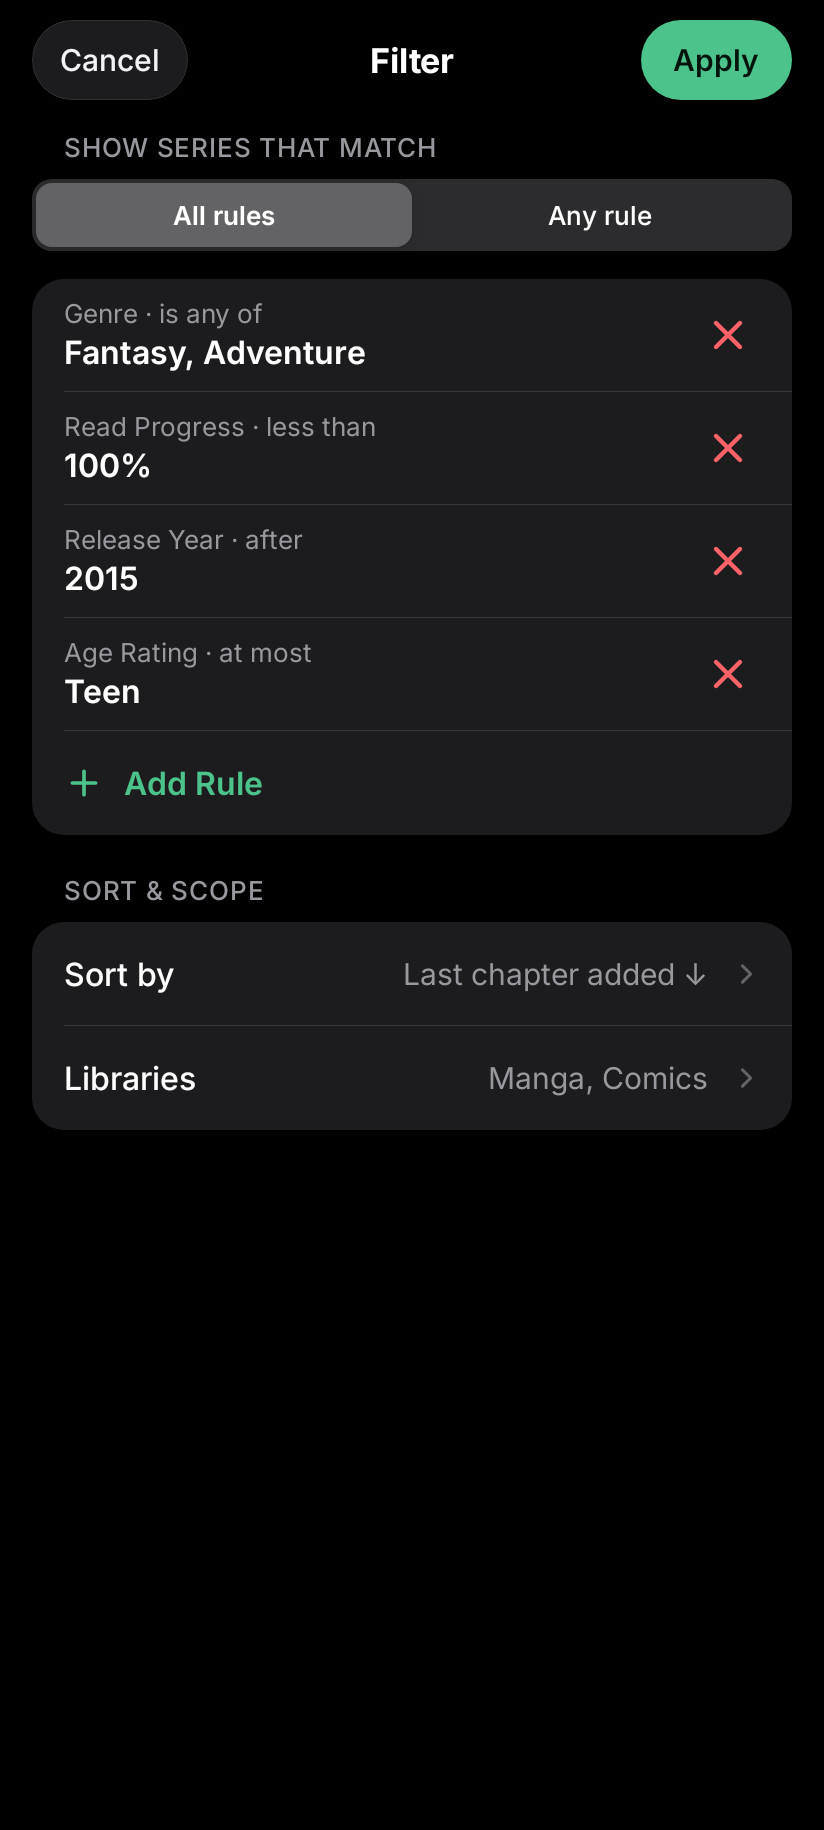 Cancel
Filter
Apply
SHOW SERIES THAT MATCH
All rules
Any rule
Genre · is any of
Fantasy, Adventure
Read Progress · less than
100%
Release Year · after
2015
Age Rating · at most
Teen
Add Rule
SORT & SCOPE
Sort by
Last chapter added ↓
Libraries
Manga, Comics